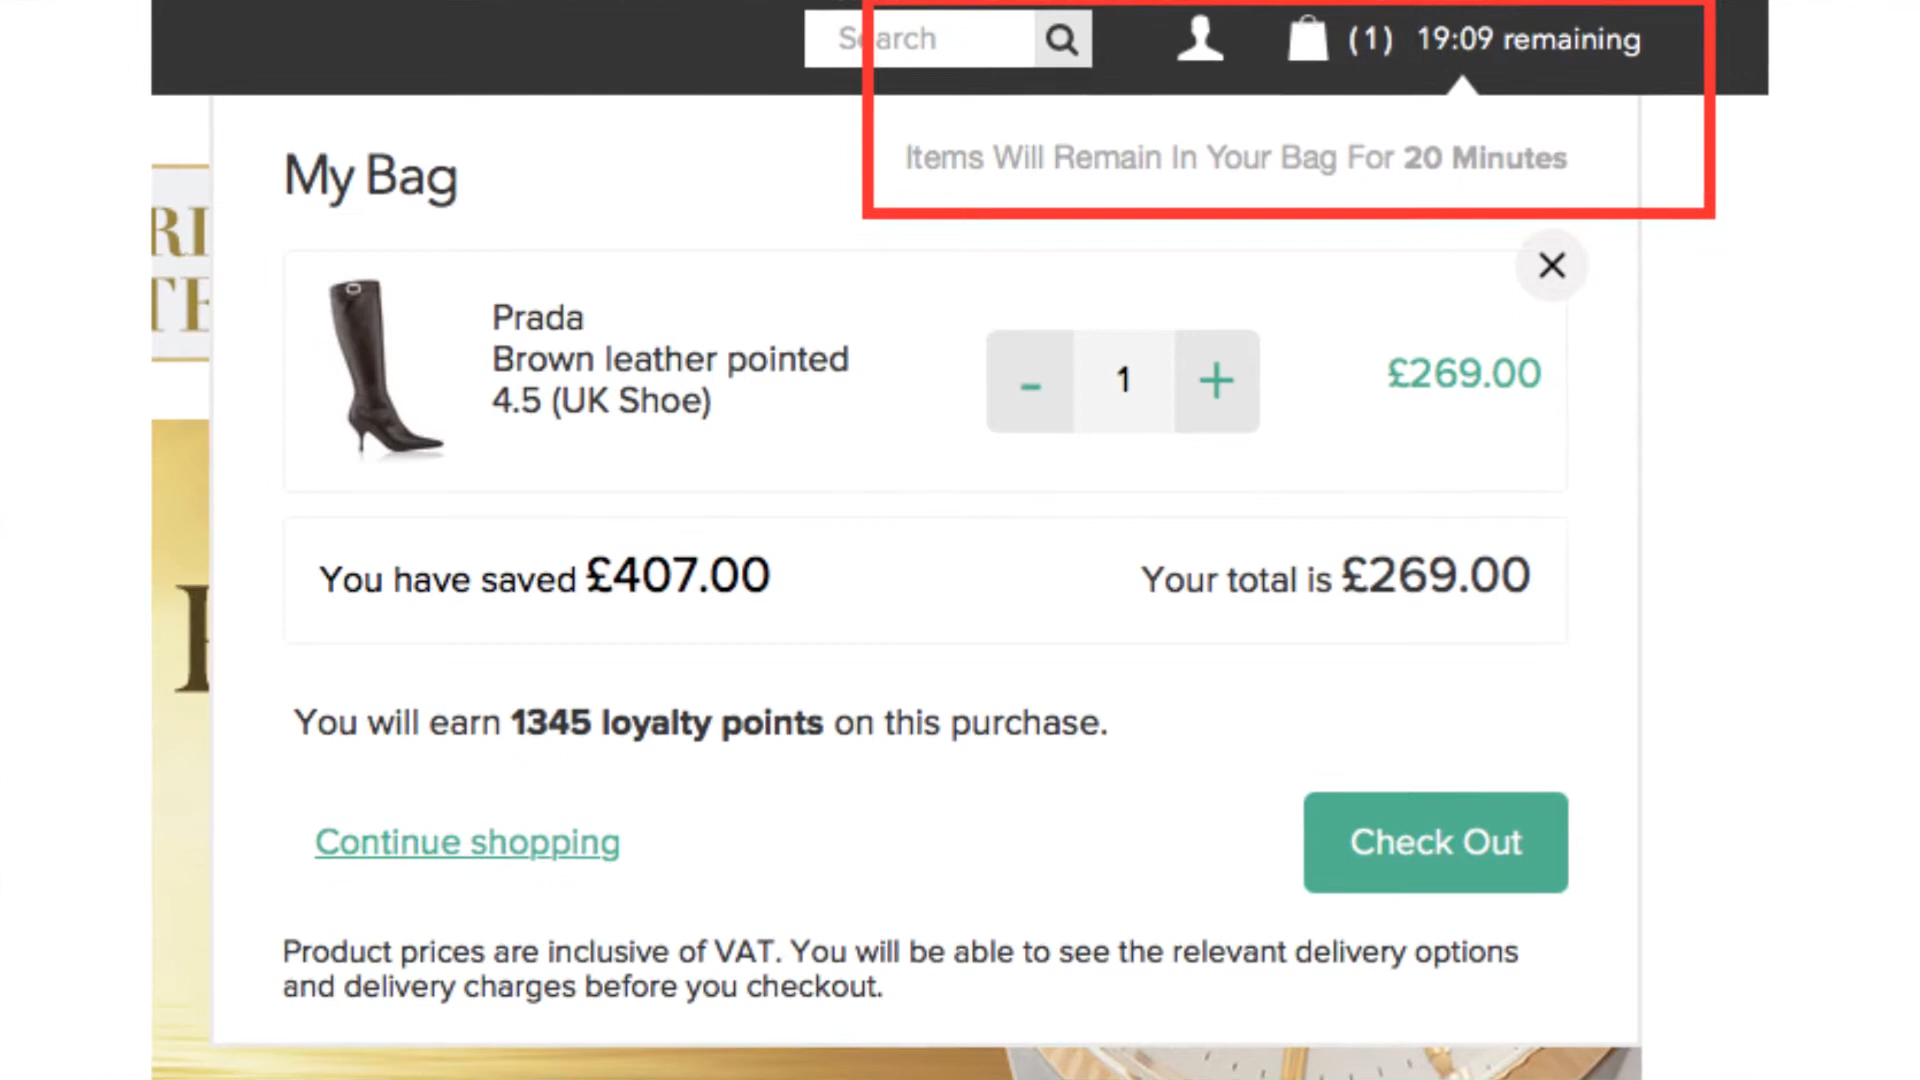 Search
(1) 19:09 remaining
Items Will Remain In Your Bag For 20 Minutes
My Bag
RI
TE
Prada
Brown leather pointed
4.5 (UK Shoe)
- 1 +
£269.00
You have saved £407.00
Your total is £269.00
You will earn 1345 loyalty points on this purchase.
Continue shopping
Check Out
Product prices are inclusive of VAT. You will be able to see the relevant delivery options
and delivery charges before you checkout.